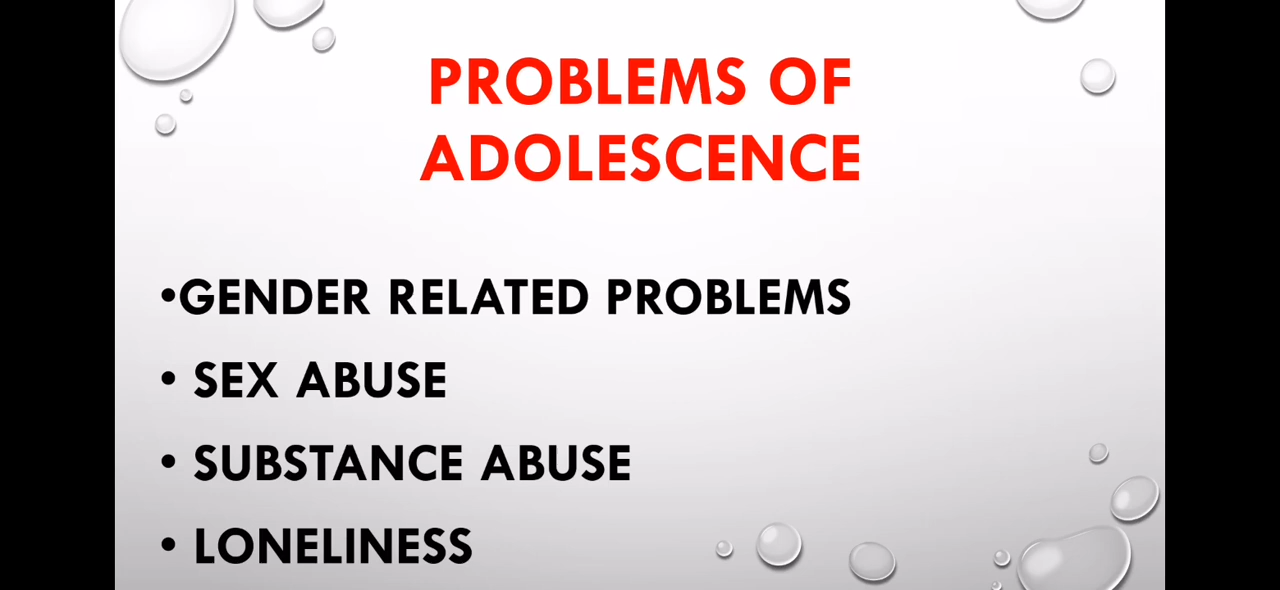 PROBLEMS OF
ADOLESCENCE
•GENDER RELATED PROBLEMS
• SEX ABUSE
• SUBSTANCE ABUSE
• LONELINESS